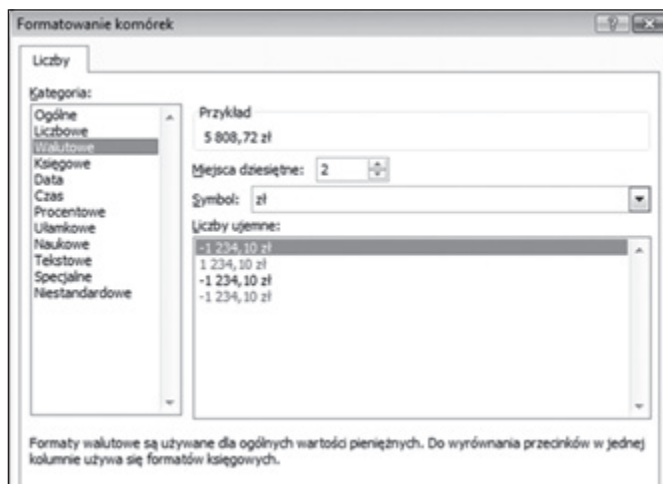 Formatowanie komórek
Liczby
Kategoria:
Ogólne
Liczbowe
Walutowe
Księgowe
Data
Czas
Procentowe
Ułamkowe
Naukowe
Tekstowe
Specjalne
Niestandardowe
Przykład
5 808,72 zł
Miejsca dziesiętne: 2
Symbol: zł
Liczby ujemne:
-1 234,10 zł
1 234,10 zł
-1 234,10 zł
-1 234,10 zł
Formaty walutowe są używane dla ogólnych wartości pieniężnych. Do wyrównania przecinków w jednej
kolumnie używa się formatów księgowych.